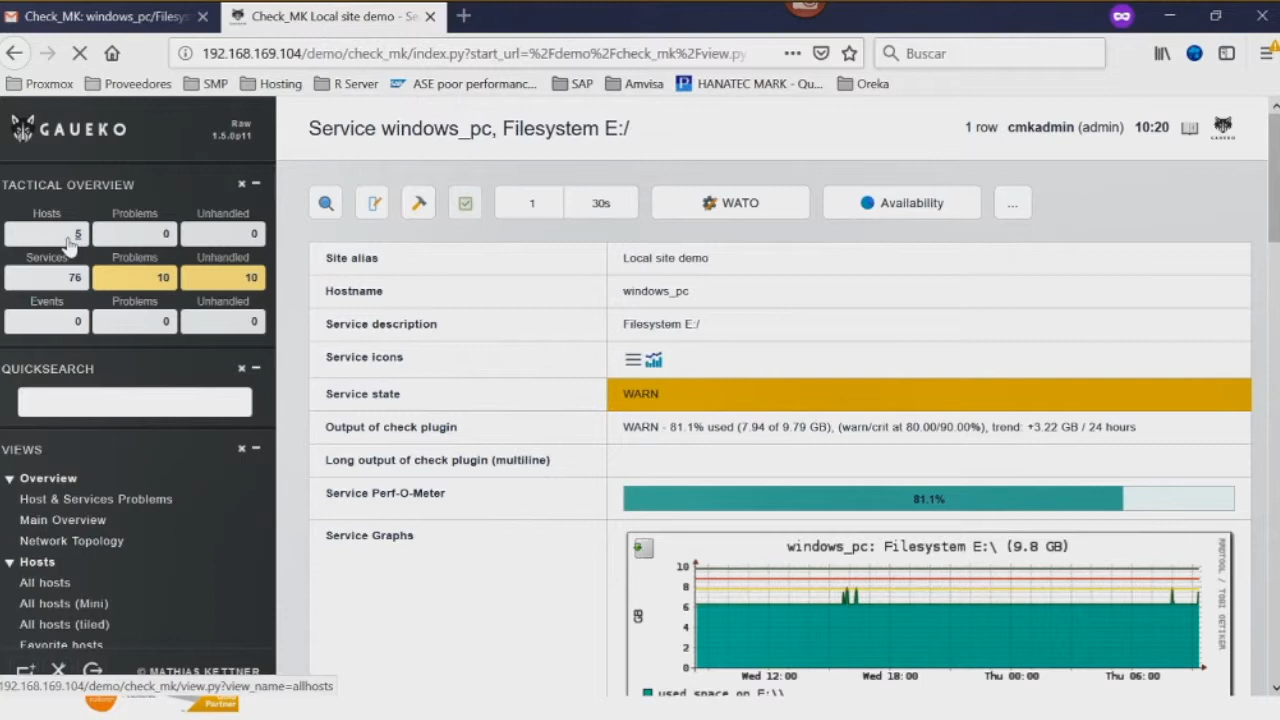 Check_MK: windows_pc/Filesy
Check_MK Local site demo - Se
192.168.169.104/demo/check_mk/index.py?start_url=%2Fdemo%2Fcheck_mk%2Fview.py
Buscar
Proxmox
Proveedores
SMP
Hosting
R Server
ASE poor performanc...
SAP
Amvisa
HANATEC MARK - Qu...
Oreka
GAUEKO
Raw
1.5.0p11
Service windows_pc, Filesystem E:/
1 row cmkadmin (admin) 10:20
TACTICAL OVERVIEW
Hosts Problems Unhandled
5 0 0
Services Problems Unhandled
76 10 10
Events Problems Unhandled
0 0 0
QUICKSEARCH
VIEWS
Overview
Host & Services Problems
Main Overview
Network Topology
Hosts
All hosts
All hosts (Mini)
All hosts (tiled)
Favorite hosts
© MATHIAS KETTNER
192.168.169.104/demo/check_mk/view.py?view_name=allhosts
Partner
1
30s
WATO
Availability
...
Site alias Local site demo
Hostname windows_pc
Service description Filesystem E:/
Service icons
Service state WARN
Output of check plugin WARN - 81.1% used (7.94 of 9.79 GB), (warn/crit at 80.00/90.00%), trend: +3.22 GB / 24 hours
Long output of check plugin (multiline)
Service Perf-O-Meter 81.1%
Service Graphs
windows_pc: Filesystem E:\ (9.8 GB)
10
8
6
4
2
0
GB
Wed 12:00 Wed 18:00 Thu 00:00 Thu 06:00
RRDTOOL / TOBI OETIKER
used space on E:\\